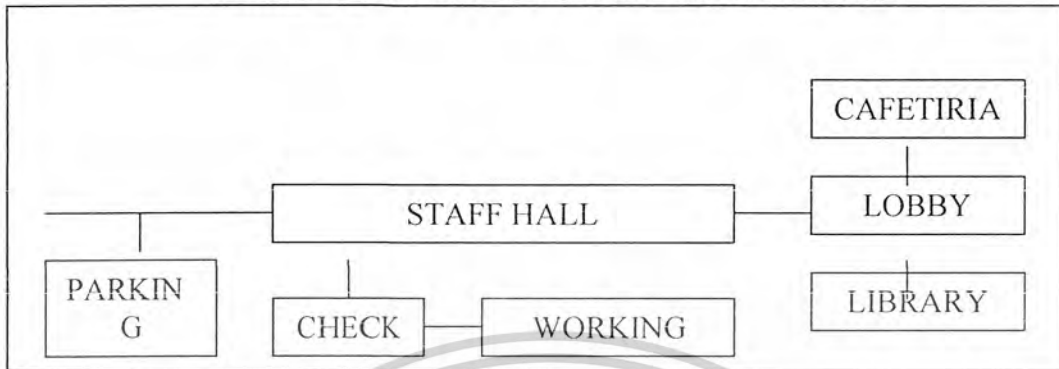 CAFETIRIA
STAFF HALL
LOBBY
PARKIN
G
CHECK
WORKING
LIBRARY